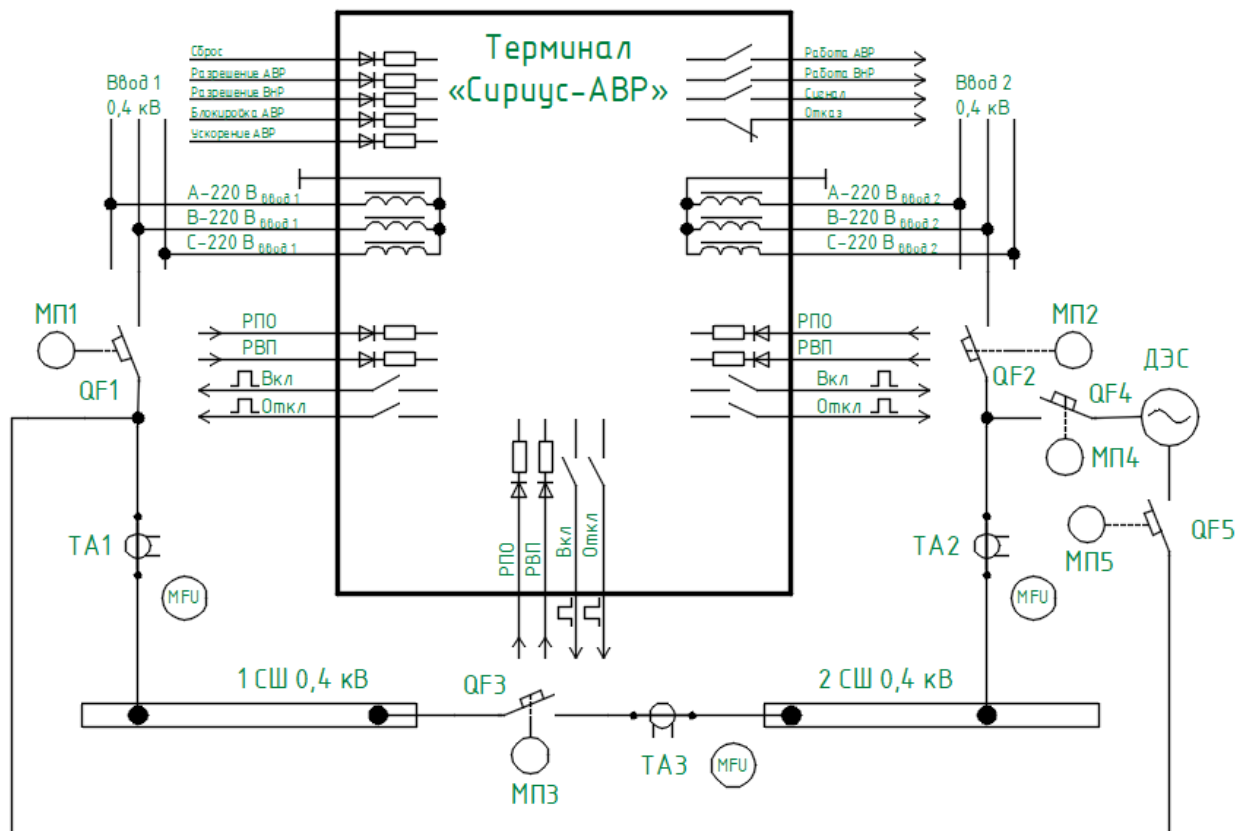 Терминал
«Сириус-АВР»
Сброс
Разрешение АВР
Разрешение ВНР
Блокировка АВР
Ускорение АВР
Работа АВР
Работа ВНР
Сигнал
Отказ
Ввод 1
0,4 кВ
Ввод 2
0,4 кВ
А-220 В ввод 1
В-220 В ввод 1
С-220 В ввод 1
А-220 В ввод 2
В-220 В ввод 2
С-220 В ввод 2
МП1
QF1
РПО
РВП
Вкл
Откл
РПО
РВП
Вкл
Откл
МП2
QF2
ДЭС
QF4
МП4
QF5
МП5
РПО
РВП
Вкл
Откл
ТА1
MFU
ТА2
MFU
1 СШ 0,4 кВ
QF3
2 СШ 0,4 кВ
МП3
ТА3
MFU